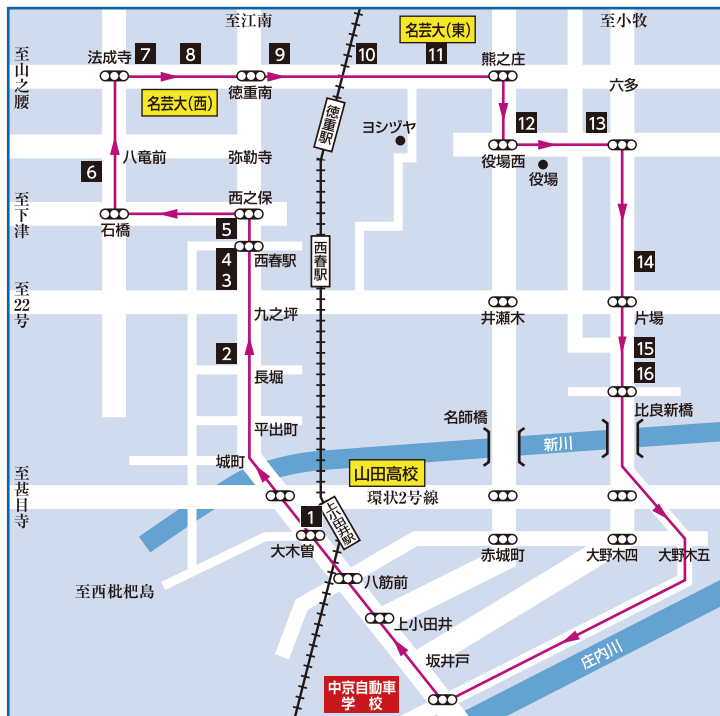 至江南
名芸大(東)
至小牧
至山之腰
法成寺
7
8
9
10
11
熊之庄
徳重南
名芸大(西)
六多
徳重駅
ヨシヅヤ
12
13
役場西
役場
八竜前
弥勒寺
6
至下津
西之保
石橋
5
4
3
西春駅
西春駅
14
至22号
九之坪
井瀬木
片場
2
15
16
長堀
名師橋
比良新橋
平出町
新川
城町
山田高校
至甚目寺
環状2号線
1
上小田井駅
大木曽
赤城町
大野木四
大野木五
至西枇杷島
八筋前
上小田井
坂井戸
庄内川
中京自動車
学校